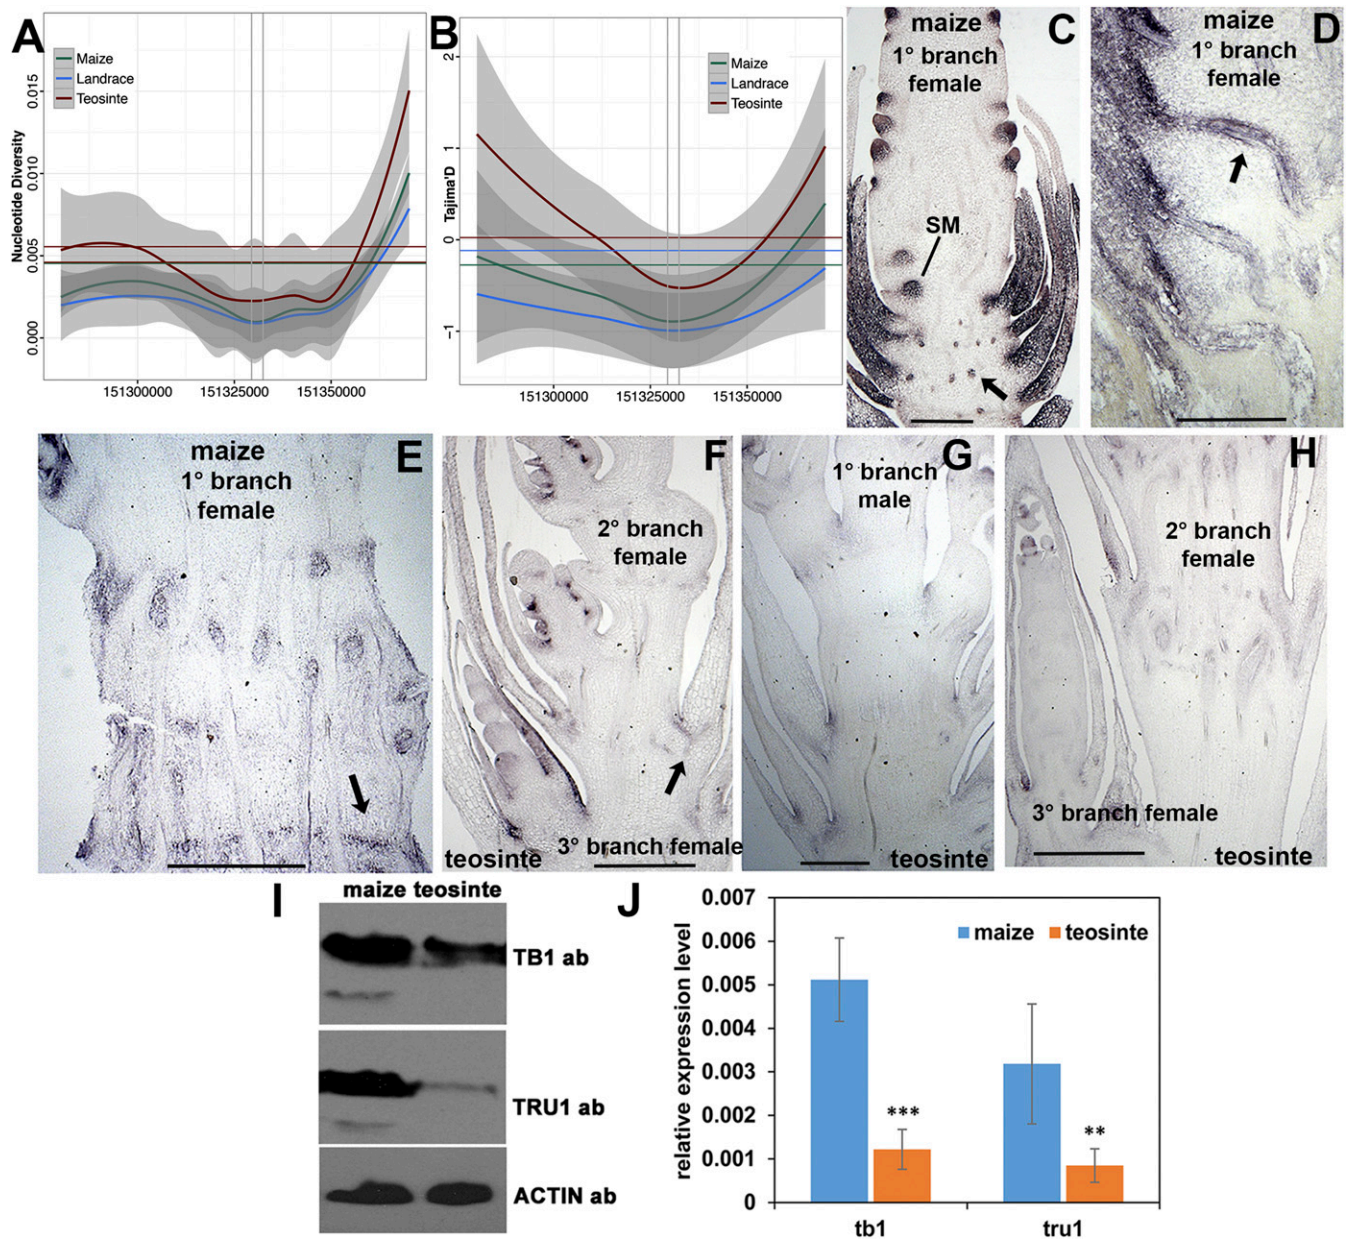 A
Maize
Landrace
Teosinte
Nucleotide Diversity
0.015
0.010
0.005
0.000
151300000
151325000
151350000
B
Maize
Landrace
Teosinte
Tajima'D
2
1
0
−1
151300000
151325000
151350000
maize
1° branch
female
C
SM
maize
1° branch
female
D
maize
1° branch
female
E
F
2° branch
female
3° branch female
teosinte
G
1° branch
male
teosinte
H
2° branch
female
3° branch female
teosinte
I
maize teosinte
TB1 ab
TRU1 ab
ACTIN ab
J
relative expression level
0.007
0.006
0.005
0.004
0.003
0.002
0.001
0
maize
teosinte
***
**
tb1
tru1